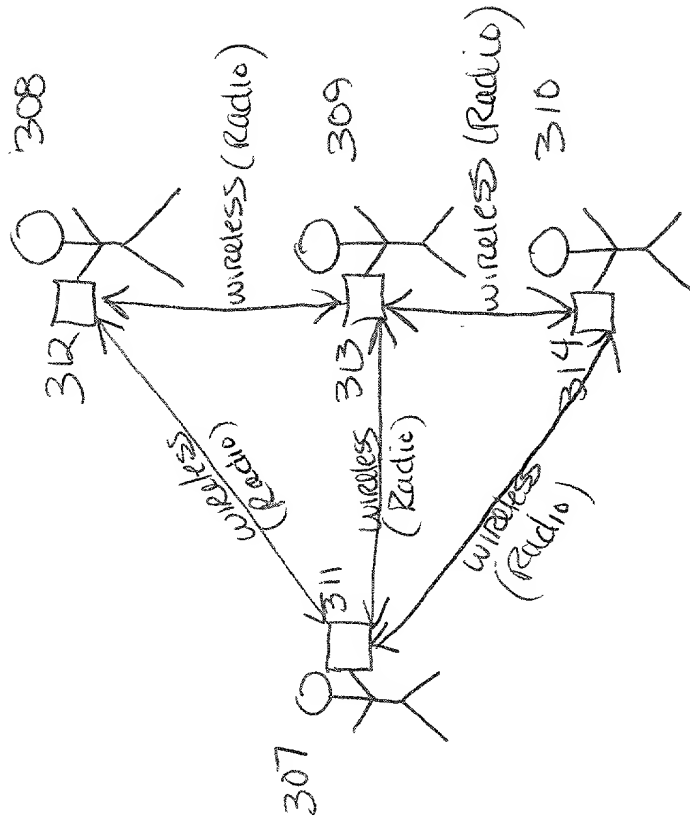 308
wireless (Radio)
309
wireless (Radio)
310
312
313
314
wireless
(Radio)
wireless
(Radio)
wireless
(Radio)
311
307